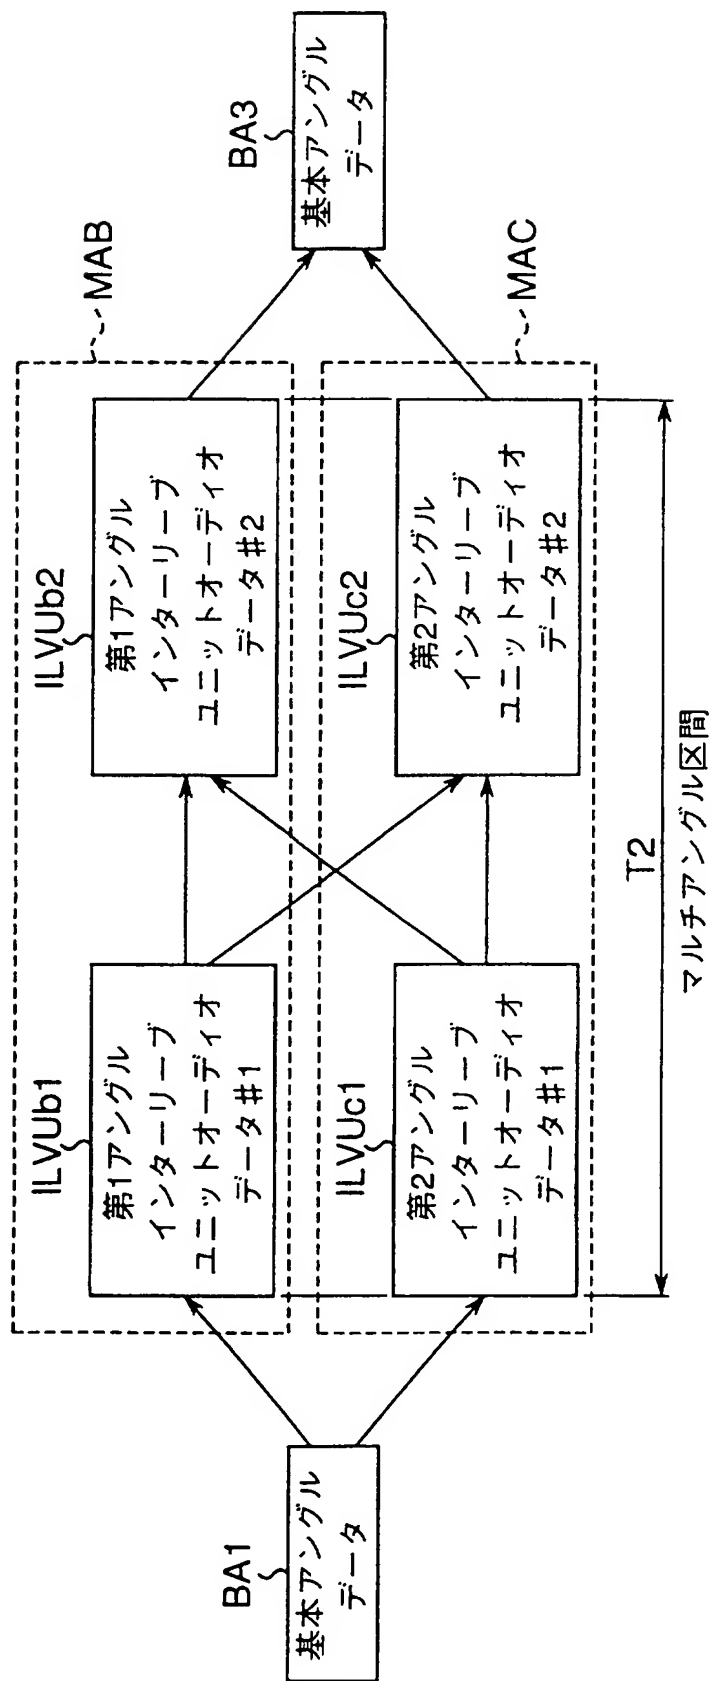 BA1
基本アングル
データ
MAB
ILVUb1
第1アングル
インターリーブ
ユニットオーディオ
データ#1
ILVUb2
第1アングル
インターリーブ
ユニットオーディオ
データ#2
MAC
ILVUc1
第2アングル
インターリーブ
ユニットオーディオ
データ#1
ILVUc2
第2アングル
インターリーブ
ユニットオーディオ
データ#2
BA3
基本アングル
データ
T2
マルチアングル区間